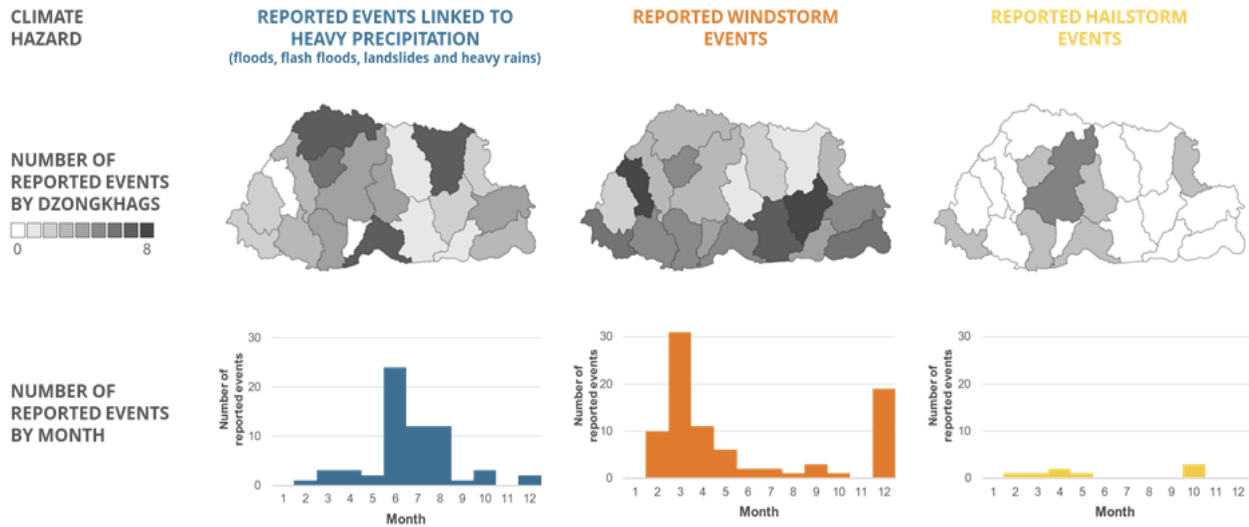 CLIMATE
HAZARD
REPORTED EVENTS LINKED TO
HEAVY PRECIPITATION
(floods, flash floods, landslides and heavy rains)
REPORTED WINDSTORM
EVENTS
REPORTED HAILSTORM
EVENTS
NUMBER OF
REPORTED EVENTS
BY DZONGKHAGS
0 8
NUMBER OF
REPORTED EVENTS
BY MONTH
Number of
reported events
30
20
10
0
1 2 3 4 5 6 7 8 9 10 11 12
Month
Number of
reported events
30
20
10
0
1 2 3 4 5 6 7 8 9 10 11 12
Month
Number of
reported events
30
20
10
0
1 2 3 4 5 6 7 8 9 10 11 12
Month